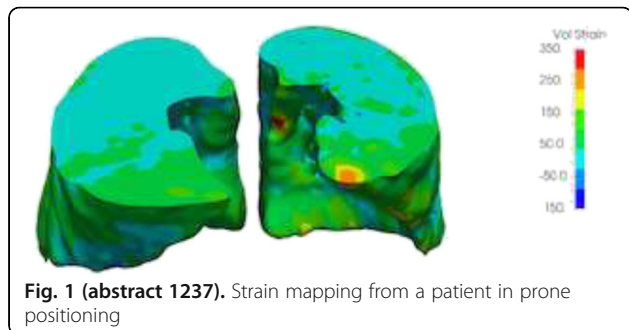 Vol Strain
350.
250.
150.
50.0
-50.0
150.
Fig. 1 (abstract 1237). Strain mapping from a patient in prone
positioning